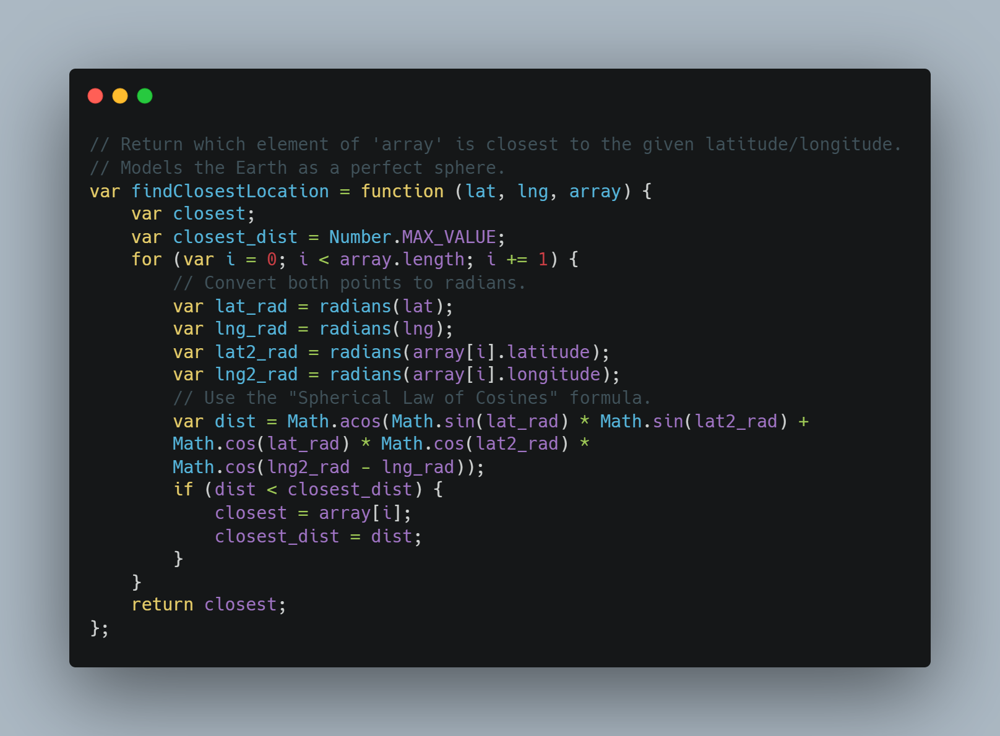 // Return which element of 'array' is closest to the given latitude/longitude.
// Models the Earth as a perfect sphere.
var findClosestLocation = function (lat, lng, array) {
    var closest;
    var closest_dist = Number.MAX_VALUE;
    for (var i = 0; i < array.length; i += 1) {
        // Convert both points to radians.
        var lat_rad = radians(lat);
        var lng_rad = radians(lng);
        var lat2_rad = radians(array[i].latitude);
        var lng2_rad = radians(array[i].longitude);
        // Use the "Spherical Law of Cosines" formula.
        var dist = Math.acos(Math.sin(lat_rad) * Math.sin(lat2_rad) +
        Math.cos(lat_rad) * Math.cos(lat2_rad) *
        Math.cos(lng2_rad - lng_rad));
        if (dist < closest_dist) {
            closest = array[i];
            closest_dist = dist;
        }
    }
    return closest;
};